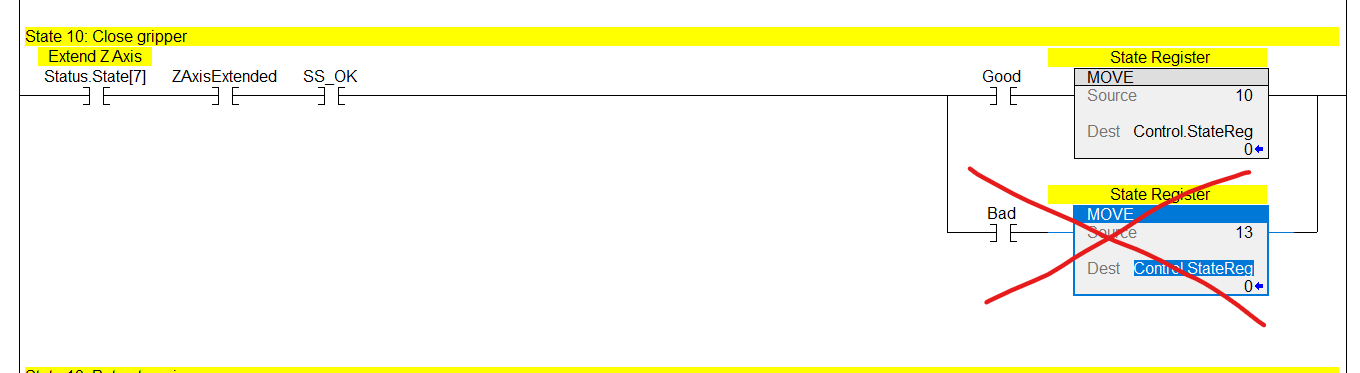 State 10: Close gripper
Extend Z Axis
Status.State[7] ZAxisExtended SS_OK
State Register
Good
MOVE
Source 10
Dest Control.StateReg
0
State Register
Bad
MOVE
Source 13
Dest Control.StateReg
0